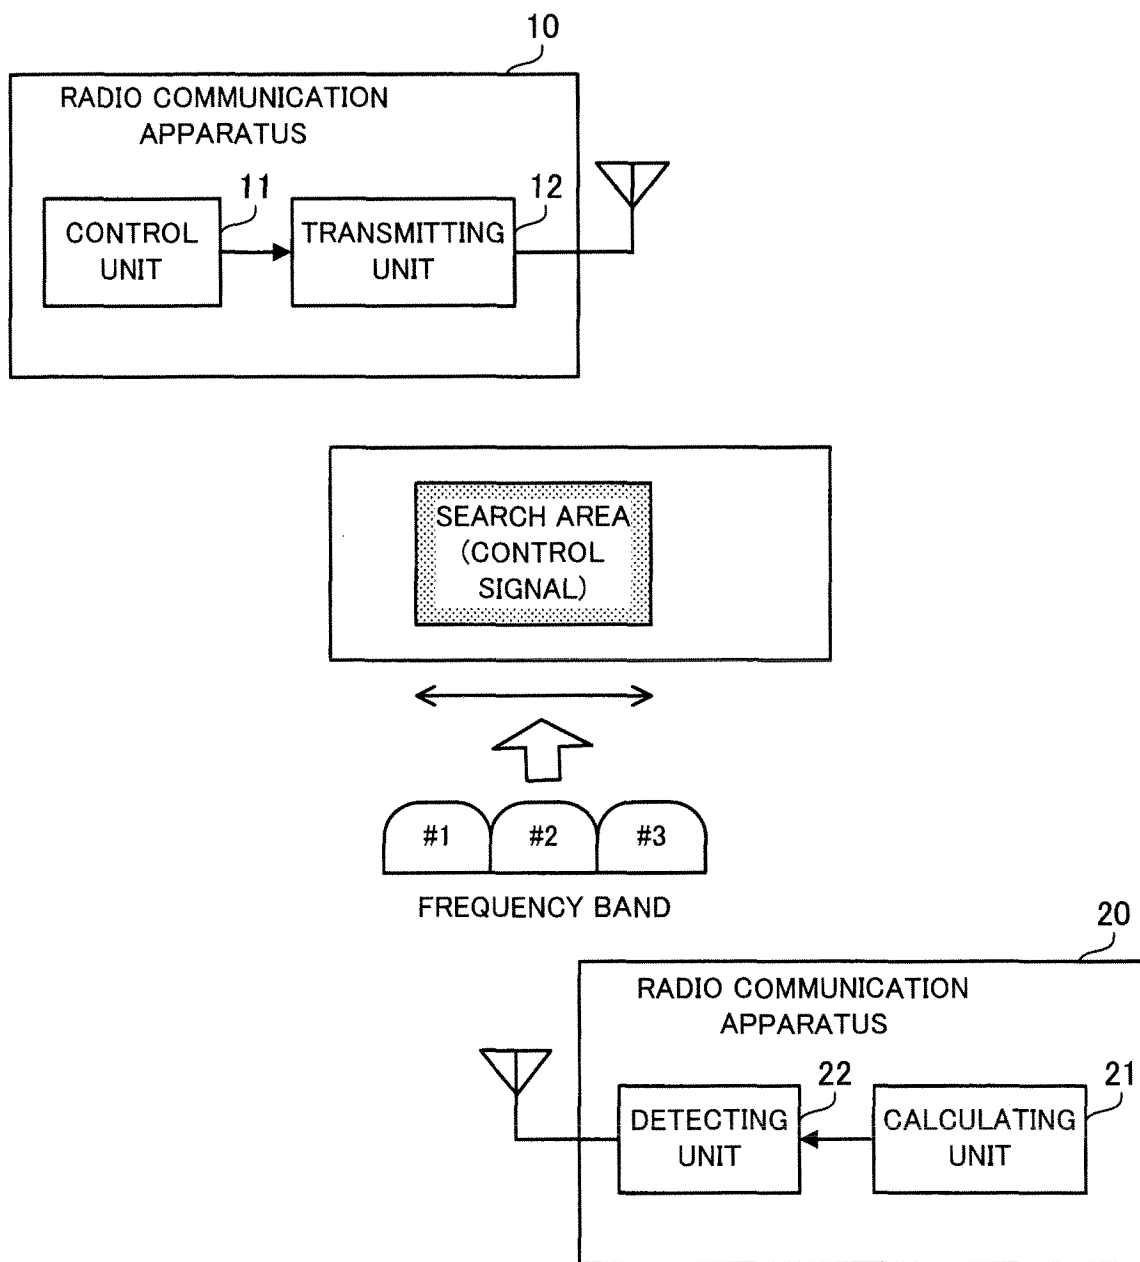 10
RADIO COMMUNICATION
APPARATUS
11
12
CONTROL
UNIT
TRANSMITTING
UNIT
SEARCH AREA
(CONTROL
SIGNAL)
#1
#2
#3
FREQUENCY BAND
20
RADIO COMMUNICATION
APPARATUS
22
21
DETECTING
UNIT
CALCULATING
UNIT